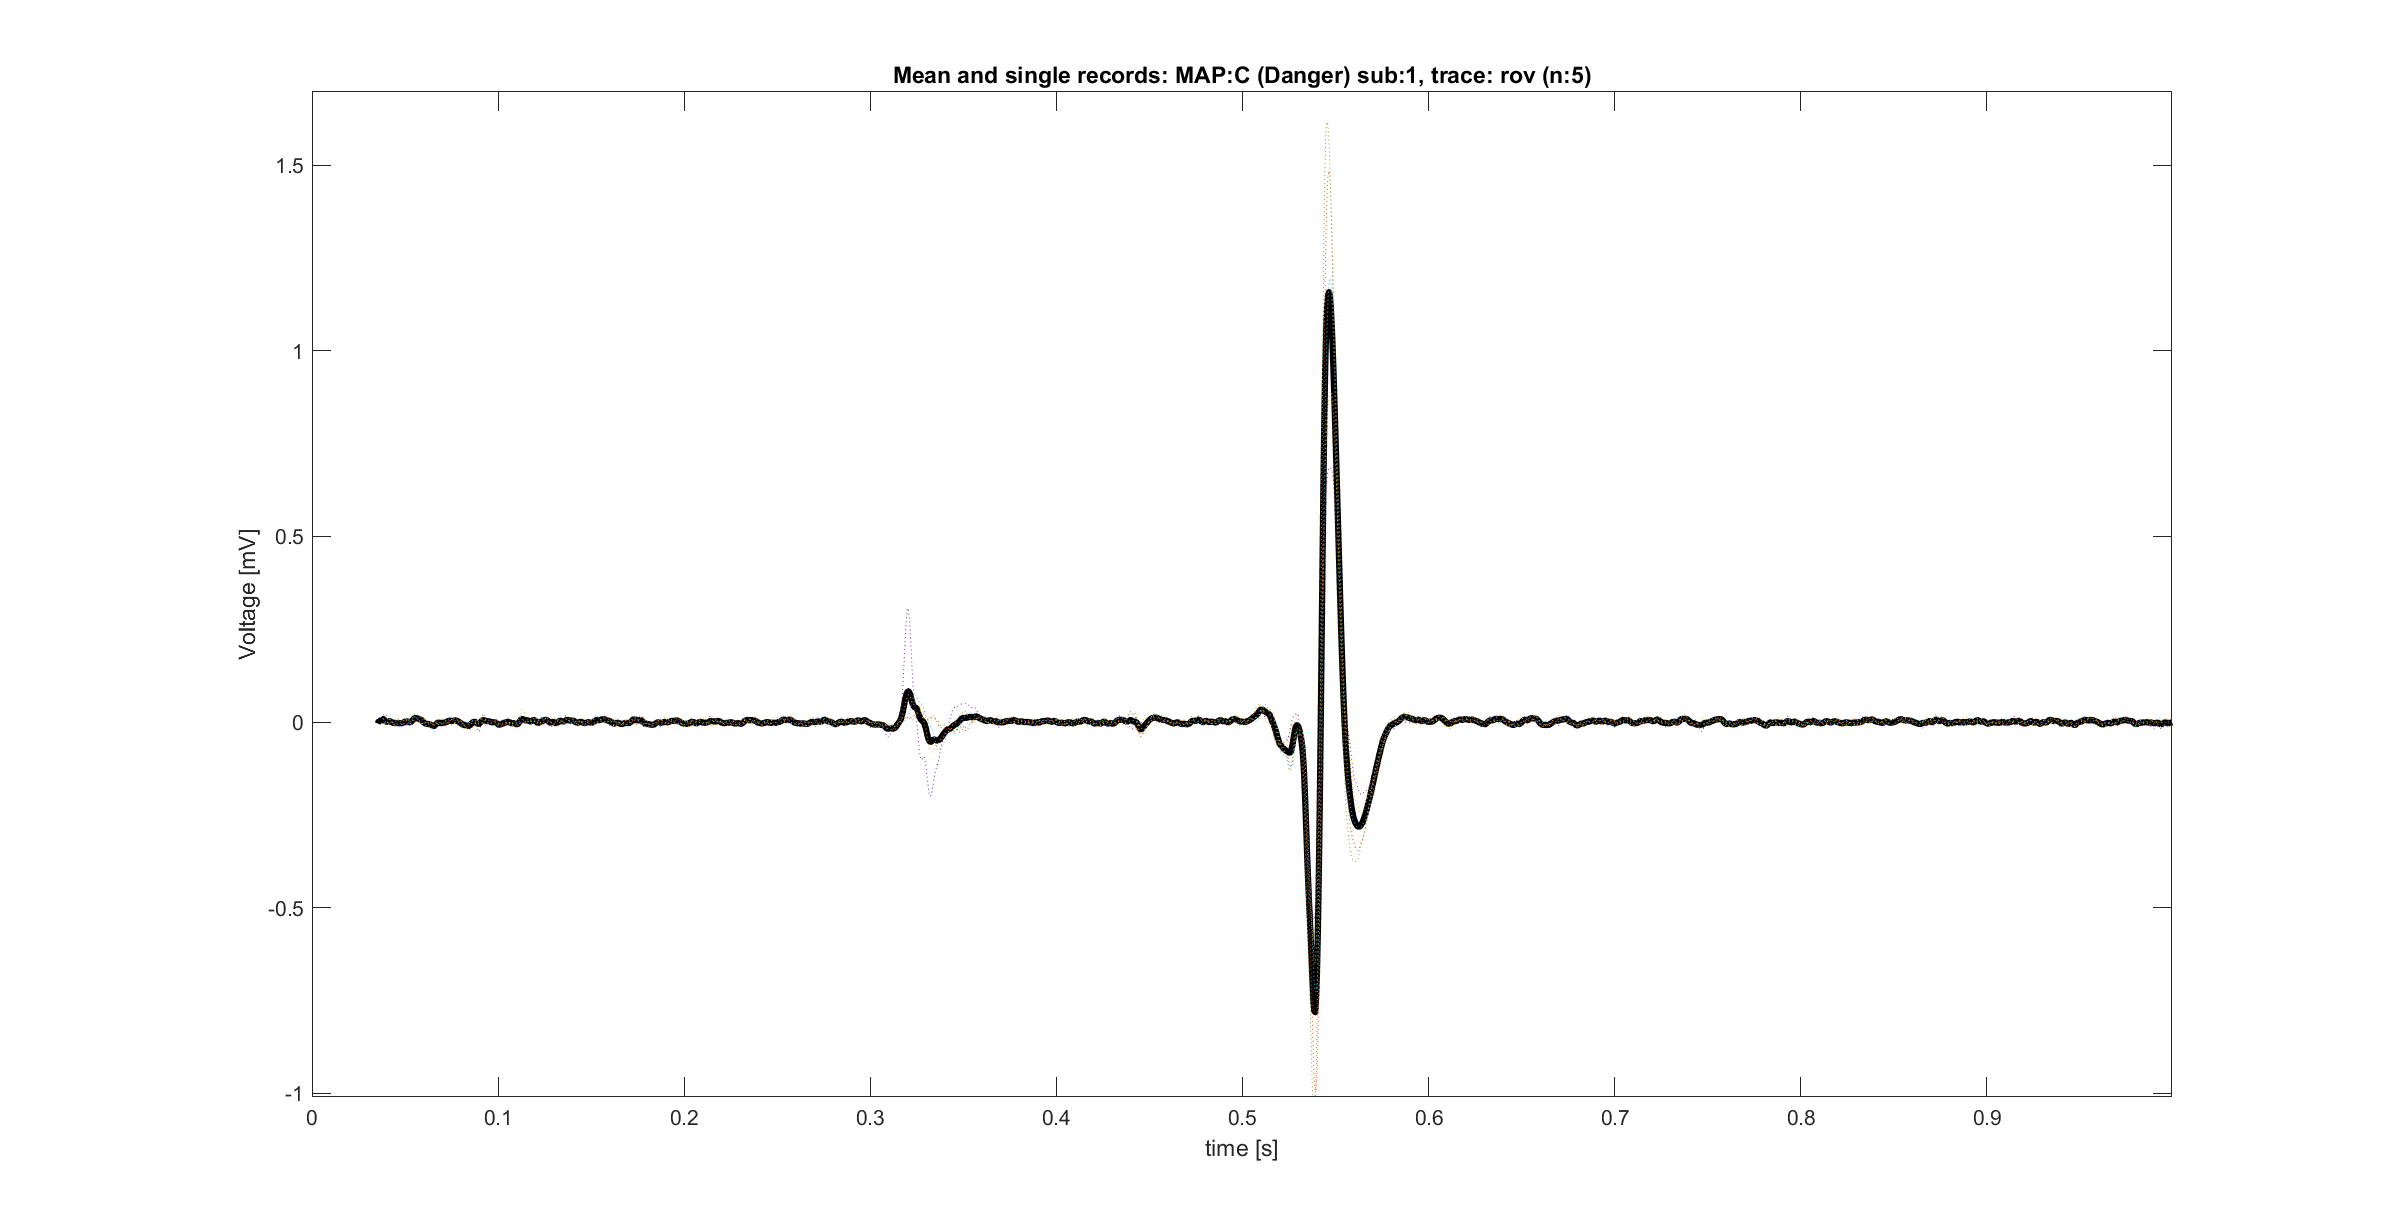 Mean and single records: MAP:C (Danger) sub:1, trace: rov (n:5)
1.5
1
0.5
0
-0.5
-1
Voltage [mV]
0 0.1 0.2 0.3 0.4 0.5 0.6 0.7 0.8 0.9
time [s]